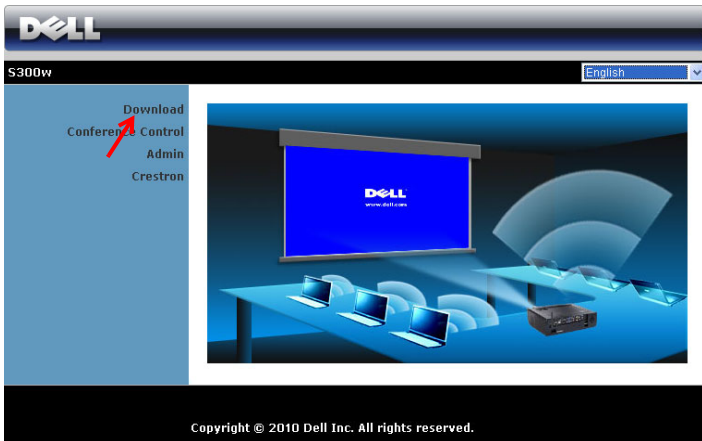 DELL
S300w
English
Download
Conference Control
Admin
Crestron
DELL
www.dell.com
Copyright © 2010 Dell Inc. All rights reserved.